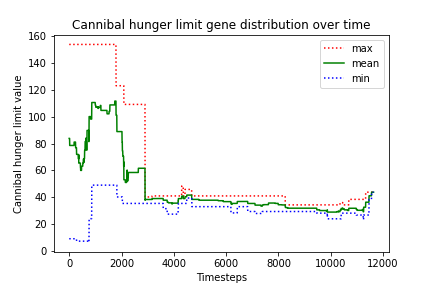 Cannibal hunger limit gene distribution over time
max
mean
min
Cannibal hunger limit value
160
140
120
100
80
60
40
20
0
0 2000 4000 6000 8000 10000 12000
Timesteps